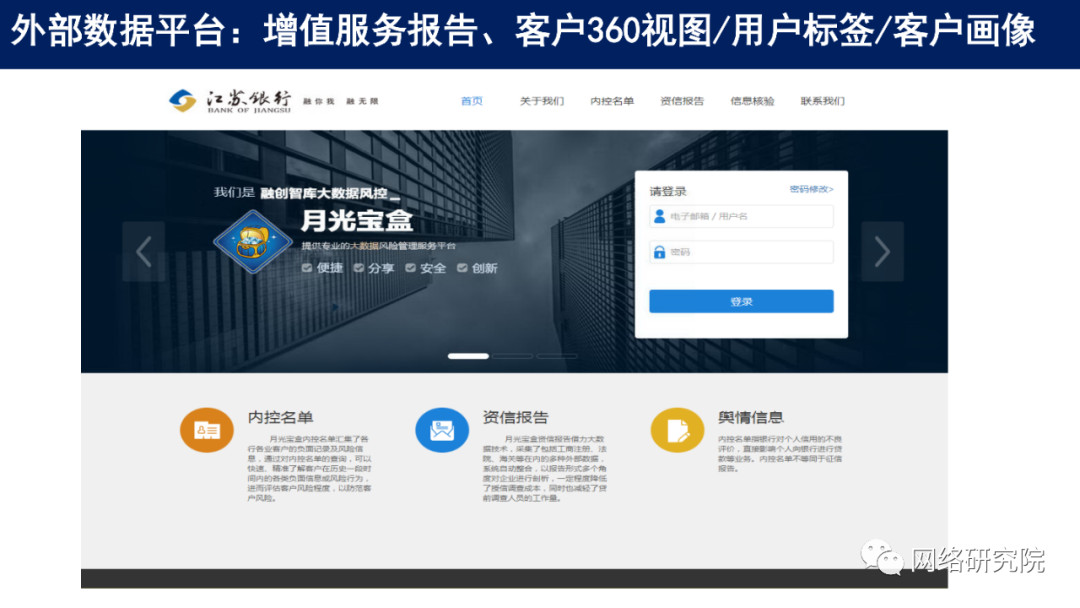 外部数据平台：增值服务报告、客户360视图/用户标签/客户画像
江苏银行 融你我 融无限
BANK OF JIANGSU
首页 关于我们 内控名单 资信报告 信息核验 联系我们
我们是 融创智库大数据风控_
月光宝盒
提供专业的大数据风险管理服务平台
便捷 分享 安全 创新
请登录 密码修改>
电子邮箱 / 用户名
密码
登录
内控名单
月光宝盒内控名单汇集了各
行各业客户的负面记录及风险信
息，通过对内控名单的查询，可以
快速、精准了解客户在历史一段时
间内的各类负面信息或风险行为，
进而评估客户风险程度，以防范客
户风险。
资信报告
月光宝盒资信报告借力大数
据技术，采集了包括工商注册、法
院、海关等在内的多种外部数据，
系统自动整合，以报告形式多个角
度对企业进行剖析，一定程度降低
了授信调查成本，同时也减轻了贷
前调查人员的工作量。
舆情信息
内控名单指银行对个人信用的不良
评价，直接影响个人向银行进行贷
款等业务。内控名单不等同于征信
报告。
网络研究院